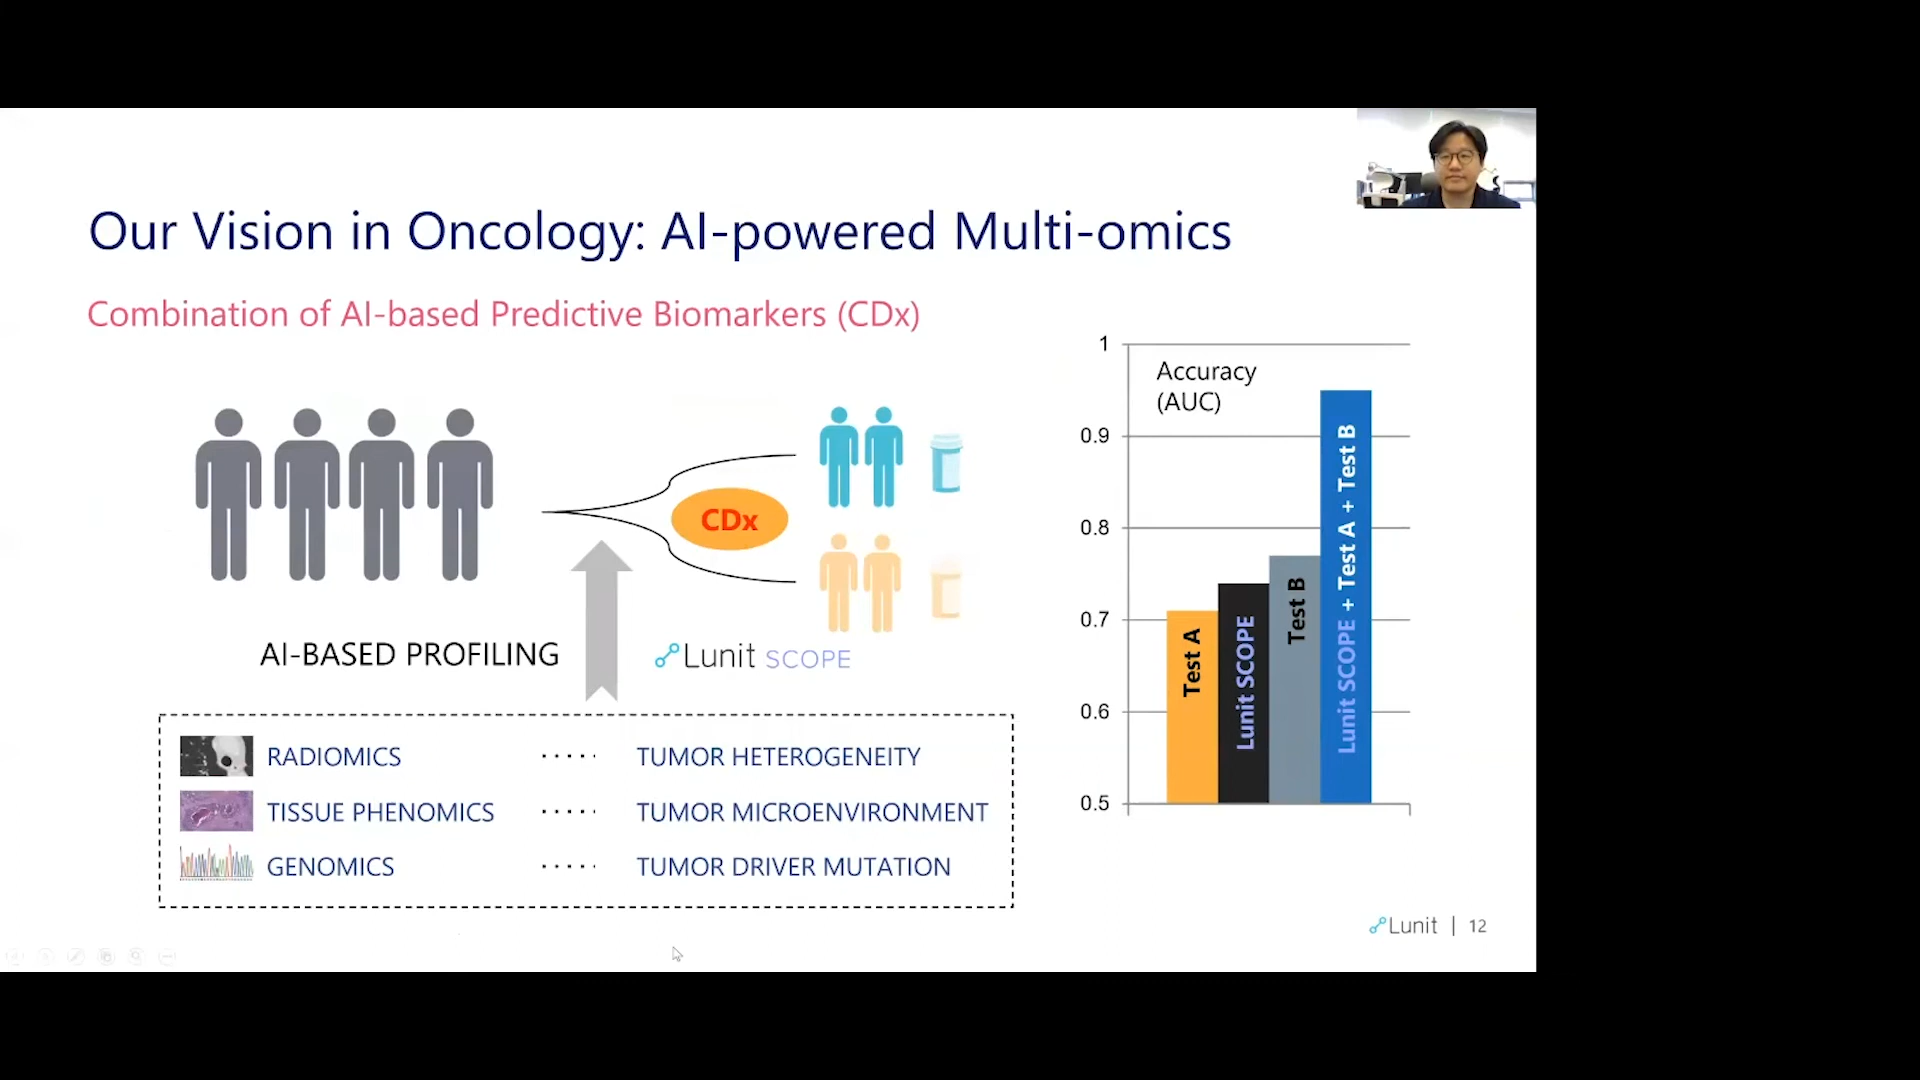 Our Vision in Oncology: AI-powered Multi-omics
Combination of AI-based Predictive Biomarkers (CDx)
CDx
AI-BASED PROFILING
Lunit SCOPE
RADIOMICS ..... TUMOR HETEROGENEITY
TISSUE PHENOMICS ..... TUMOR MICROENVIRONMENT
GENOMICS ..... TUMOR DRIVER MUTATION
Accuracy
(AUC)
1
0.9
0.8
0.7
0.6
0.5
Test A
Lunit SCOPE
Test B
Lunit SCOPE + Test A + Test B
Lunit | 12